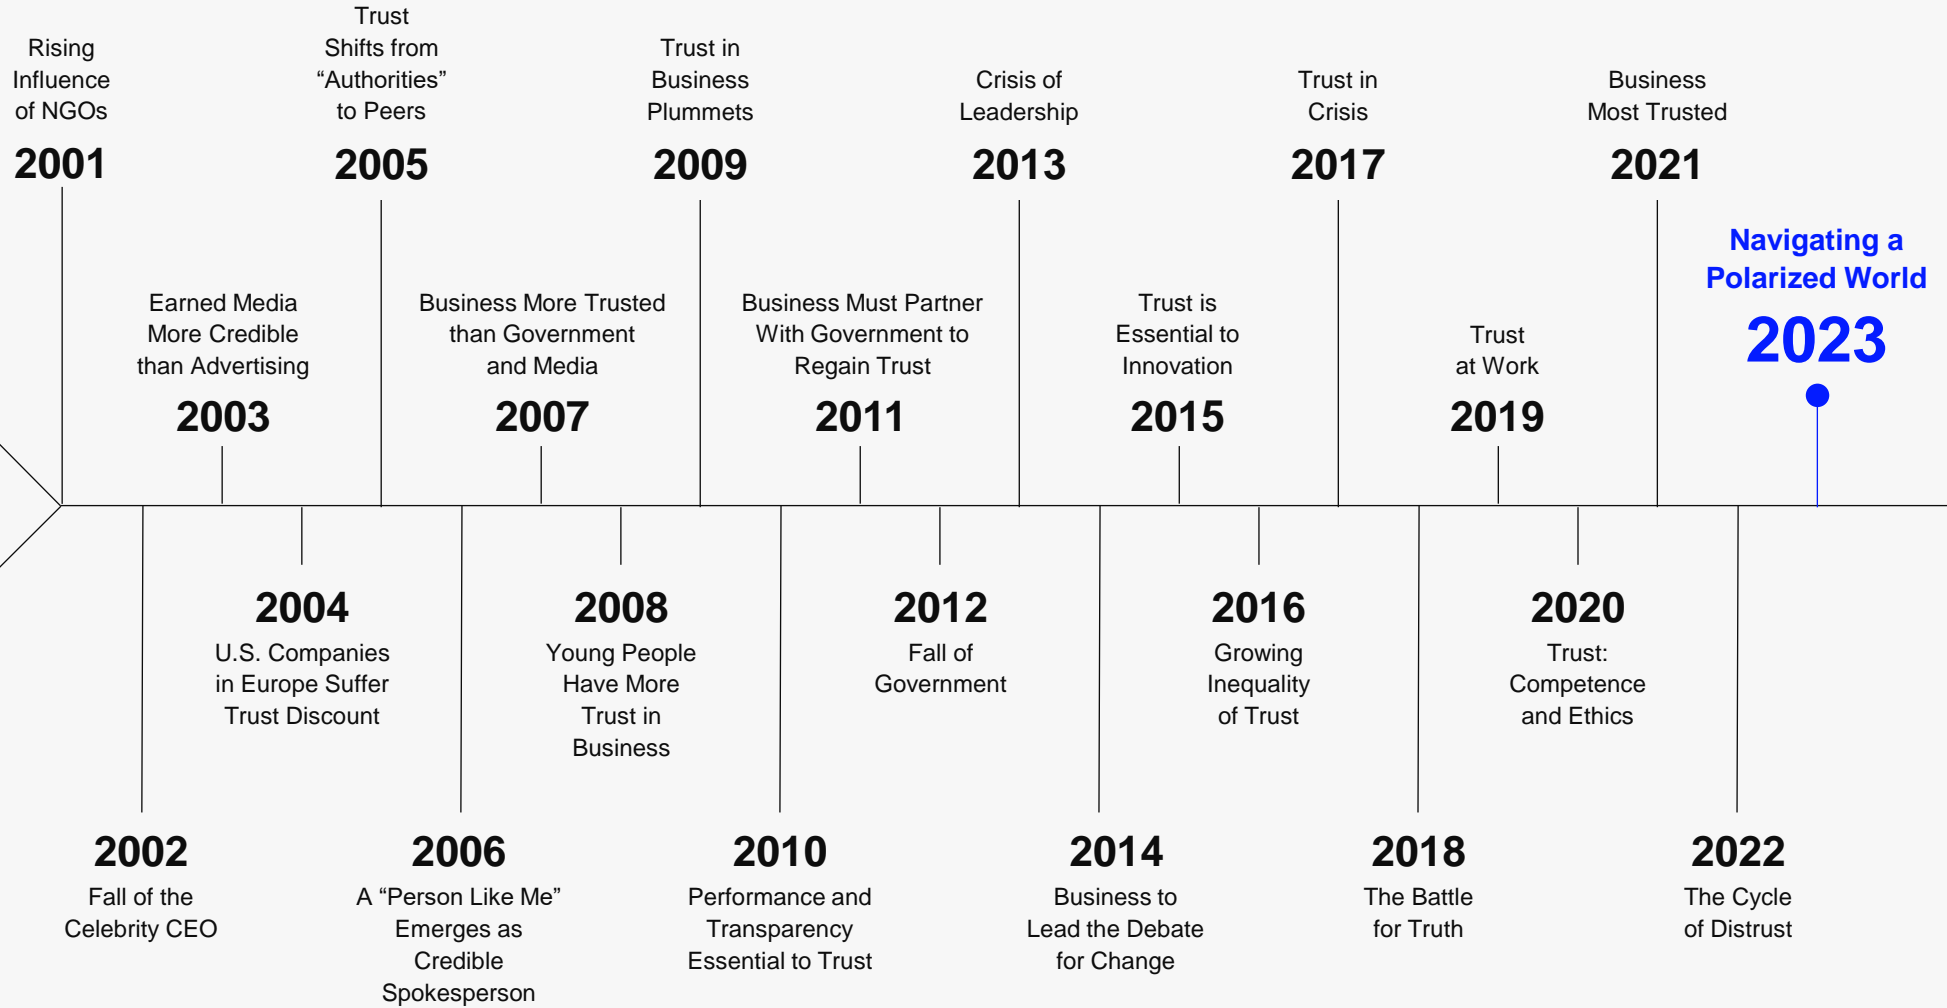 Rising
Influence
of NGOs
2001
Trust
Shifts from
“Authorities”
to Peers
2005
Trust in
Business
Plummets
2009
Crisis of
Leadership
2013
Trust in
Crisis
2017
Business
Most Trusted
2021
Earned Media
More Credible
than Advertising
2003
Business More Trusted
than Government
and Media
2007
Business Must Partner
With Government to
Regain Trust
2011
Trust is
Essential to
Innovation
2015
Trust
at Work
2019
Navigating a
Polarized World
2023
2004
U.S. Companies
in Europe Suffer
Trust Discount
2008
Young People
Have More
Trust in
Business
2012
Fall of
Government
2016
Growing
Inequality
of Trust
2020
Trust:
Competence
and Ethics
2002
Fall of the
Celebrity CEO
2006
A “Person Like Me”
Emerges as
Credible
Spokesperson
2010
Performance and
Transparency
Essential to Trust
2014
Business to
Lead the Debate
for Change
2018
The Battle
for Truth
2022
The Cycle
of Distrust